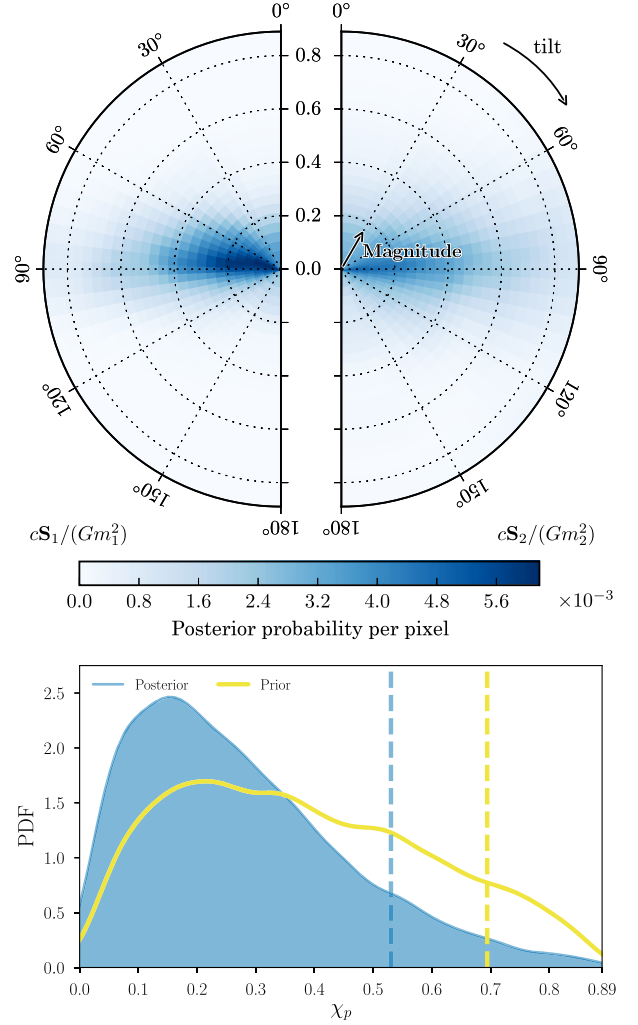 0° 0°
30° 30° tilt
0.8
60° 0.6 60°
0.4
0.2
Magnitude
90° 0.0 90°
120° 120°
150° 150°
180° 180°
cS₁/(Gm₁²) cS₂/(Gm₂²)
0.0 0.8 1.6 2.4 3.2 4.0 4.8 5.6 ×10⁻³
Posterior probability per pixel
Posterior Prior
2.5
2.0
1.5
1.0
0.5
0.0
PDF
0.0 0.1 0.2 0.3 0.4 0.5 0.6 0.7 0.8 0.89
χₚ